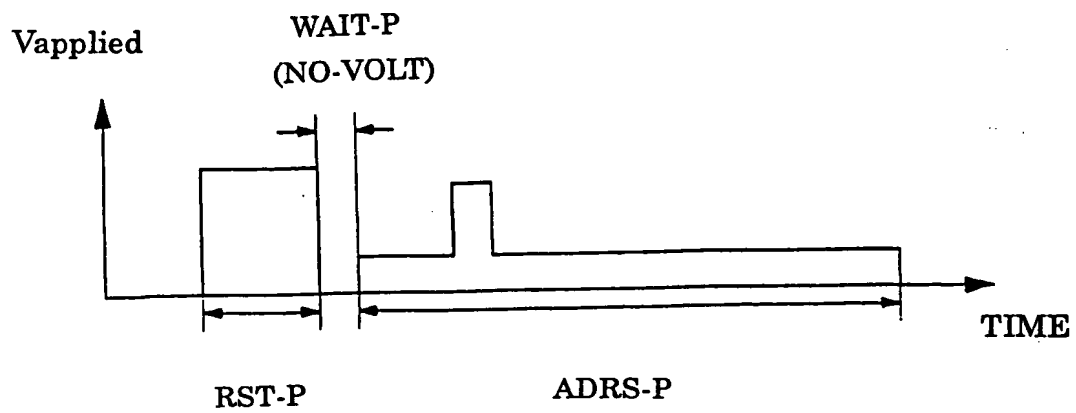 WAIT-P
Vapplied
(NO-VOLT)
TIME
RST-P
ADRS-P